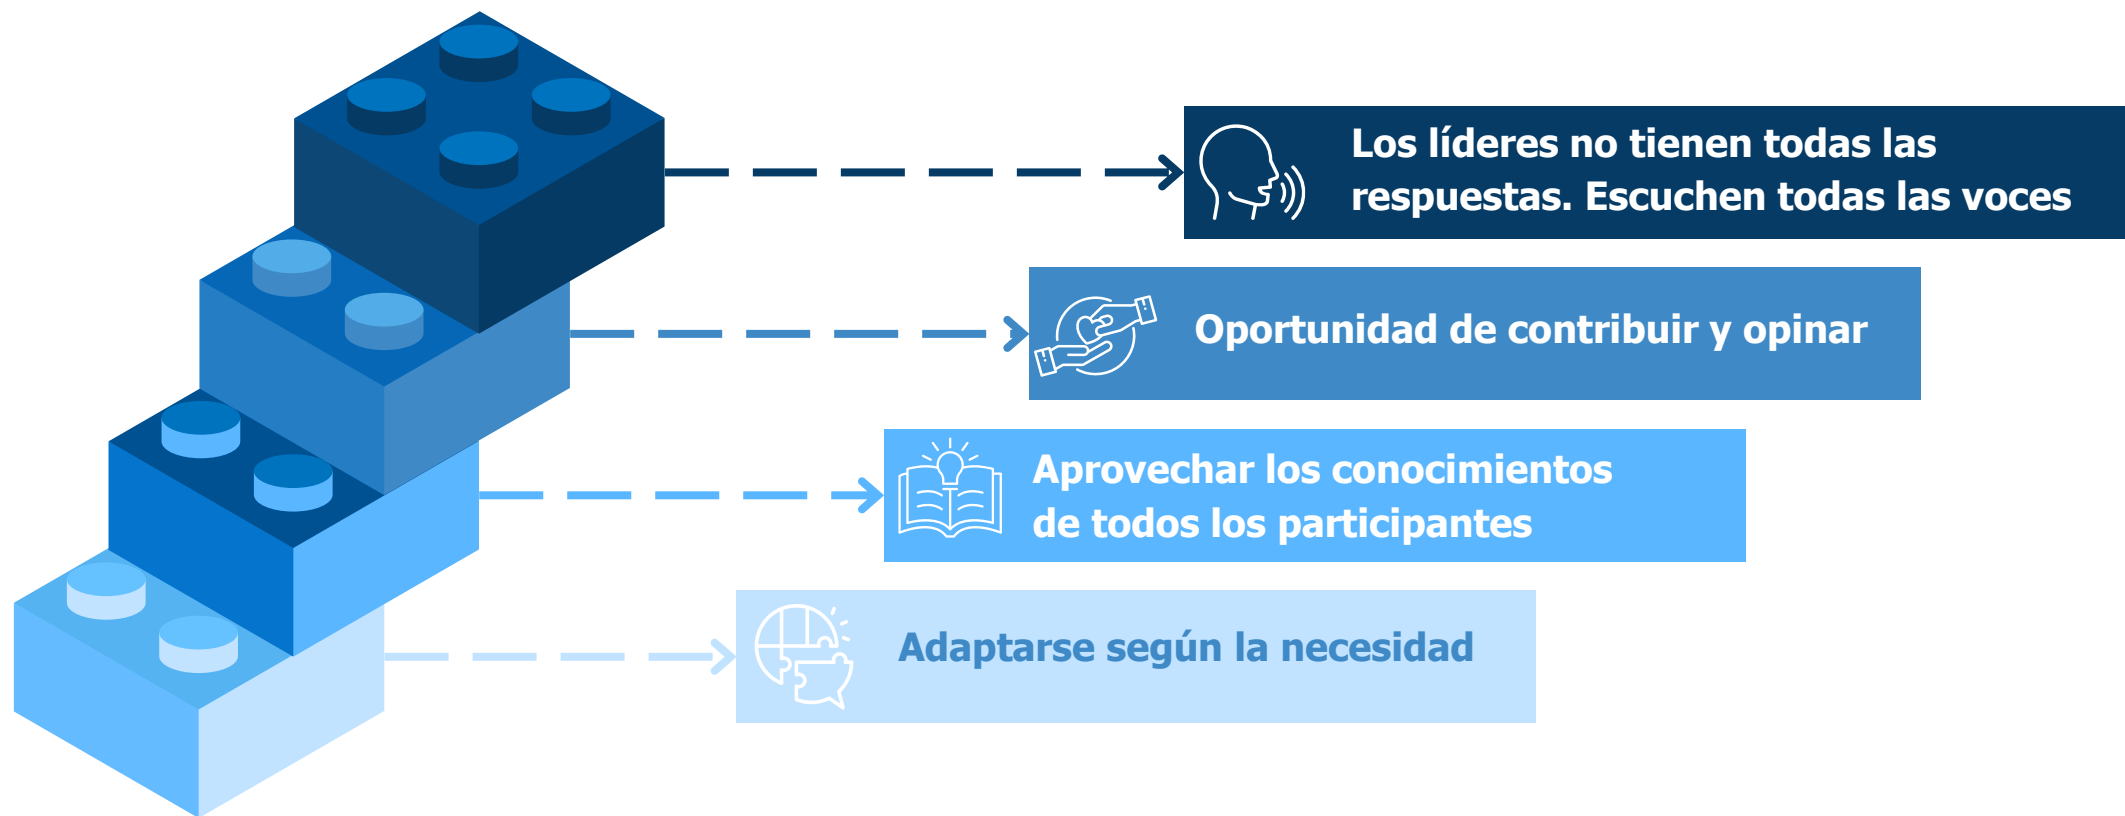 Los líderes no tienen todas las
respuestas. Escuchen todas las voces
Oportunidad de contribuir y opinar
Aprovechar los conocimientos
de todos los participantes
Adaptarse según la necesidad